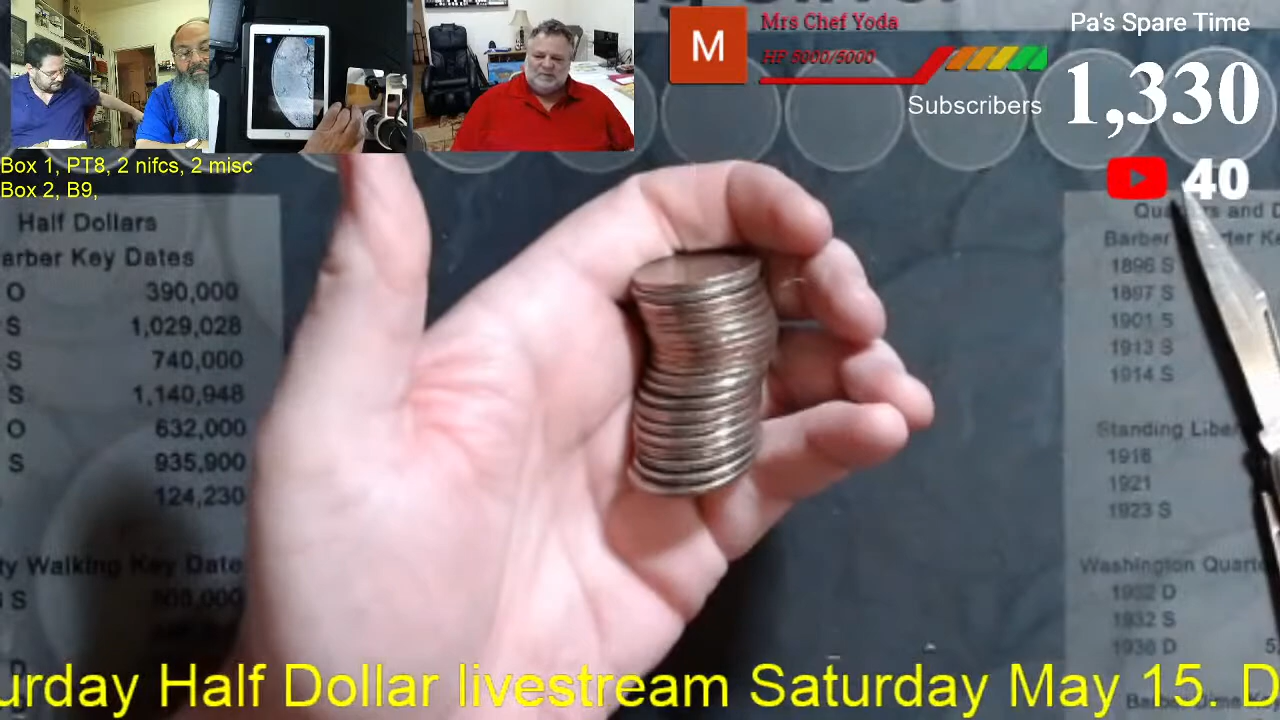 M
Mrs Chef Yoda
HP 5000/5000
Pa's Spare Time
Subscribers 1,330
40
Box 1, PT8, 2 nifcs, 2 misc
Box 2, B9,
Half Dollars
arber Key Dates
O 390,000
S 1,029,028
S 740,000
S 1,140,948
O 632,000
S 935,900
124,230
ty Walking Key Date
S
Barber
1896 S
1897 S
1901 S
1913 S
1914 S
Standing Libe
1916
1921
1923 S
Washington Quarte
1932 D
1932 S
1936 D 5
urday Half Dollar livestream Saturday May 15. D